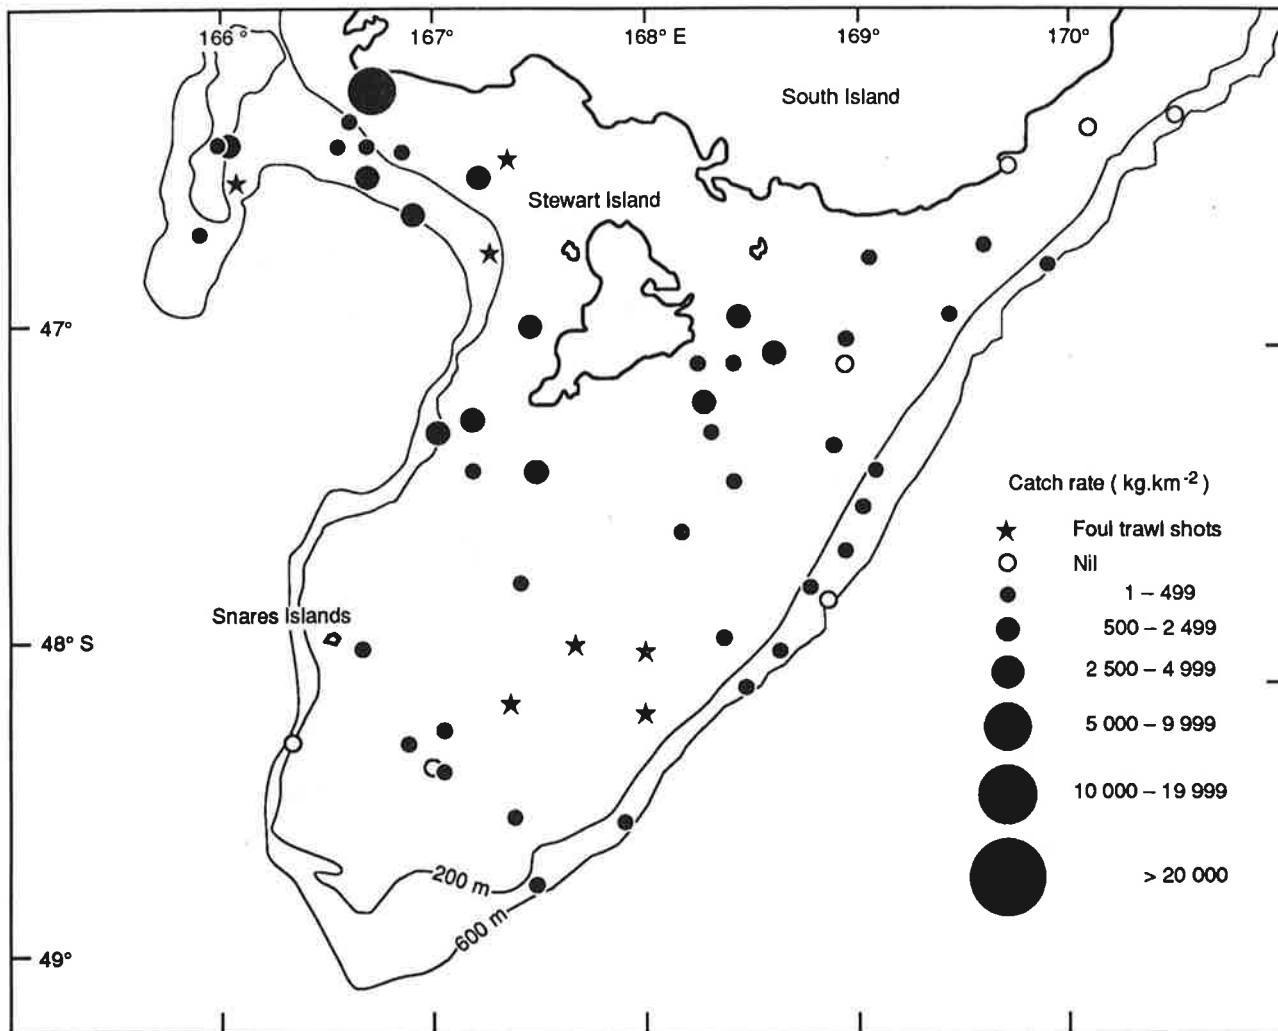 166° 167° 168° E 169° 170°
South Island
Stewart Island
47°
Catch rate ( kg.km-2 )
Foul trawl shots
Nil
1 – 499
500 – 2 499
2 500 – 4 999
5 000 – 9 999
10 000 – 19 999
> 20 000
Snares Islands
48° S
200 m
600 m
49°